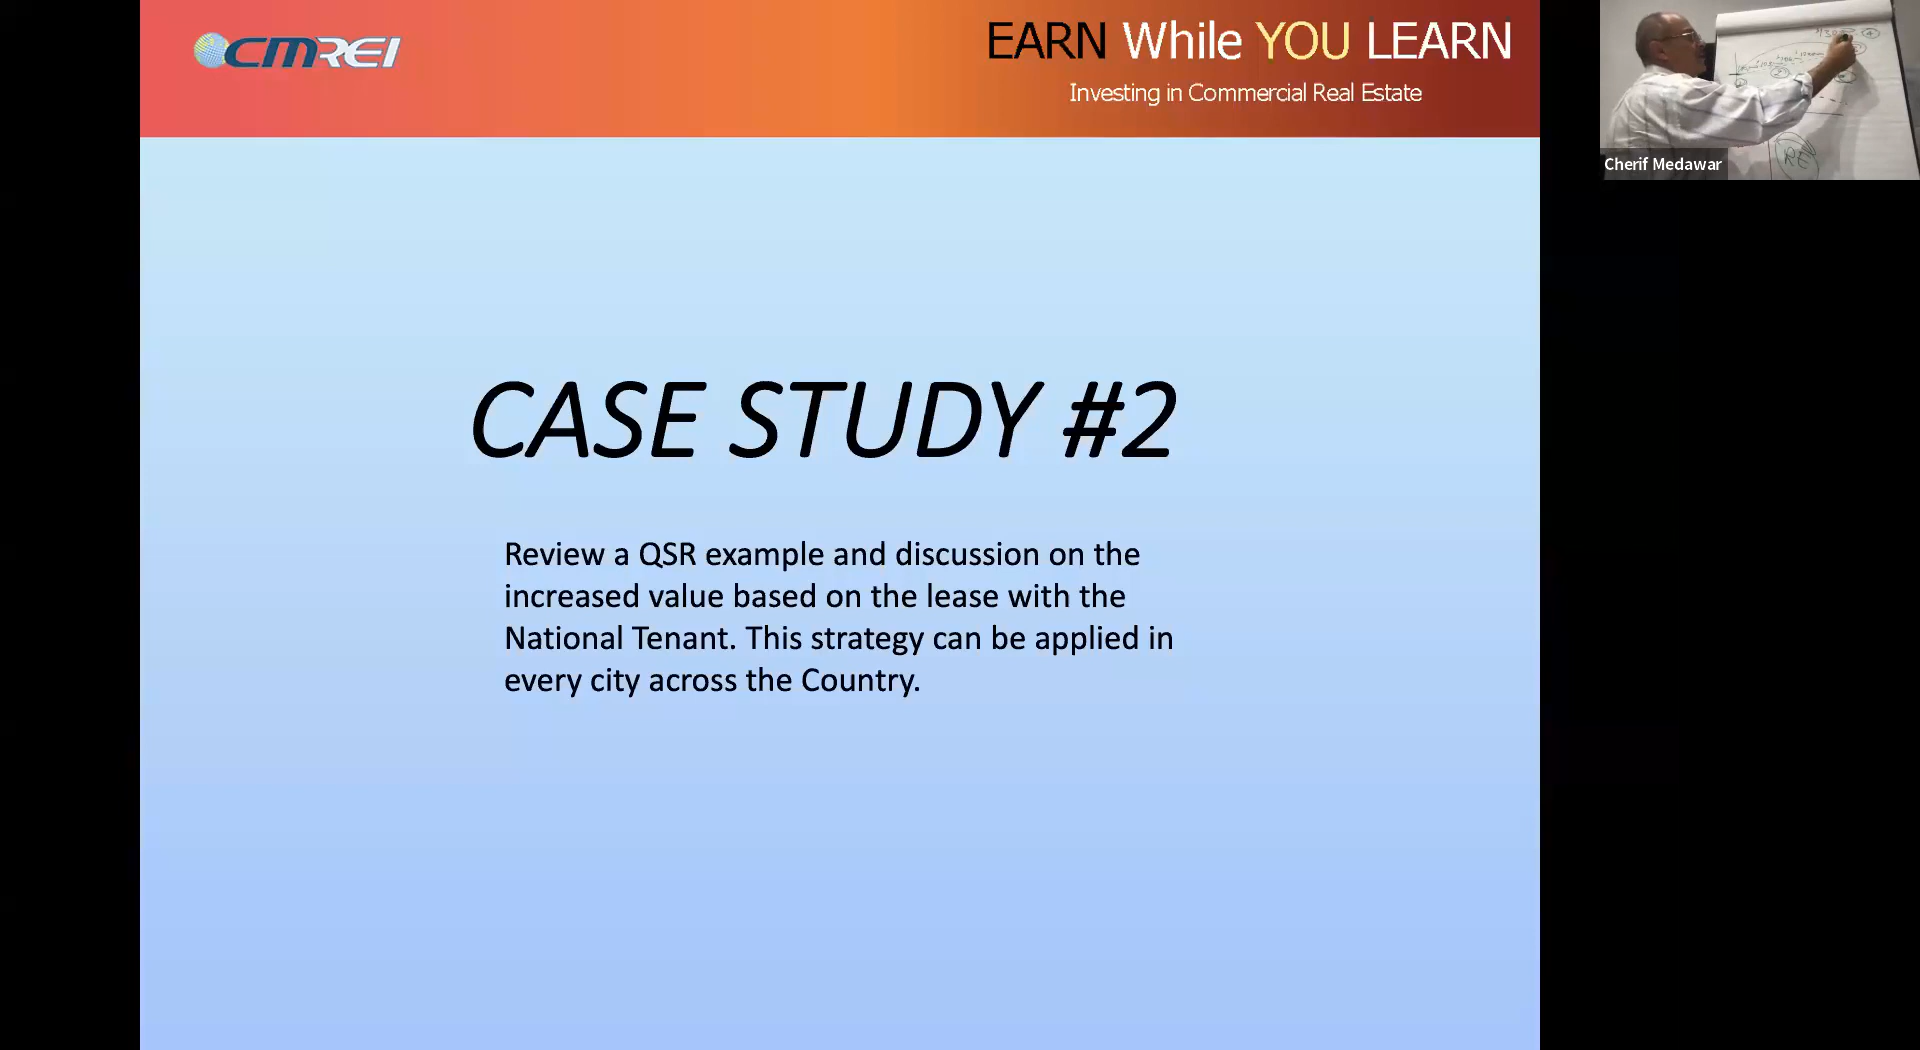 CMREI
EARN While YOU LEARN
Investing in Commercial Real Estate
Cherif Medawar
CASE STUDY #2
Review a QSR example and discussion on the
increased value based on the lease with the
National Tenant. This strategy can be applied in
every city across the Country.